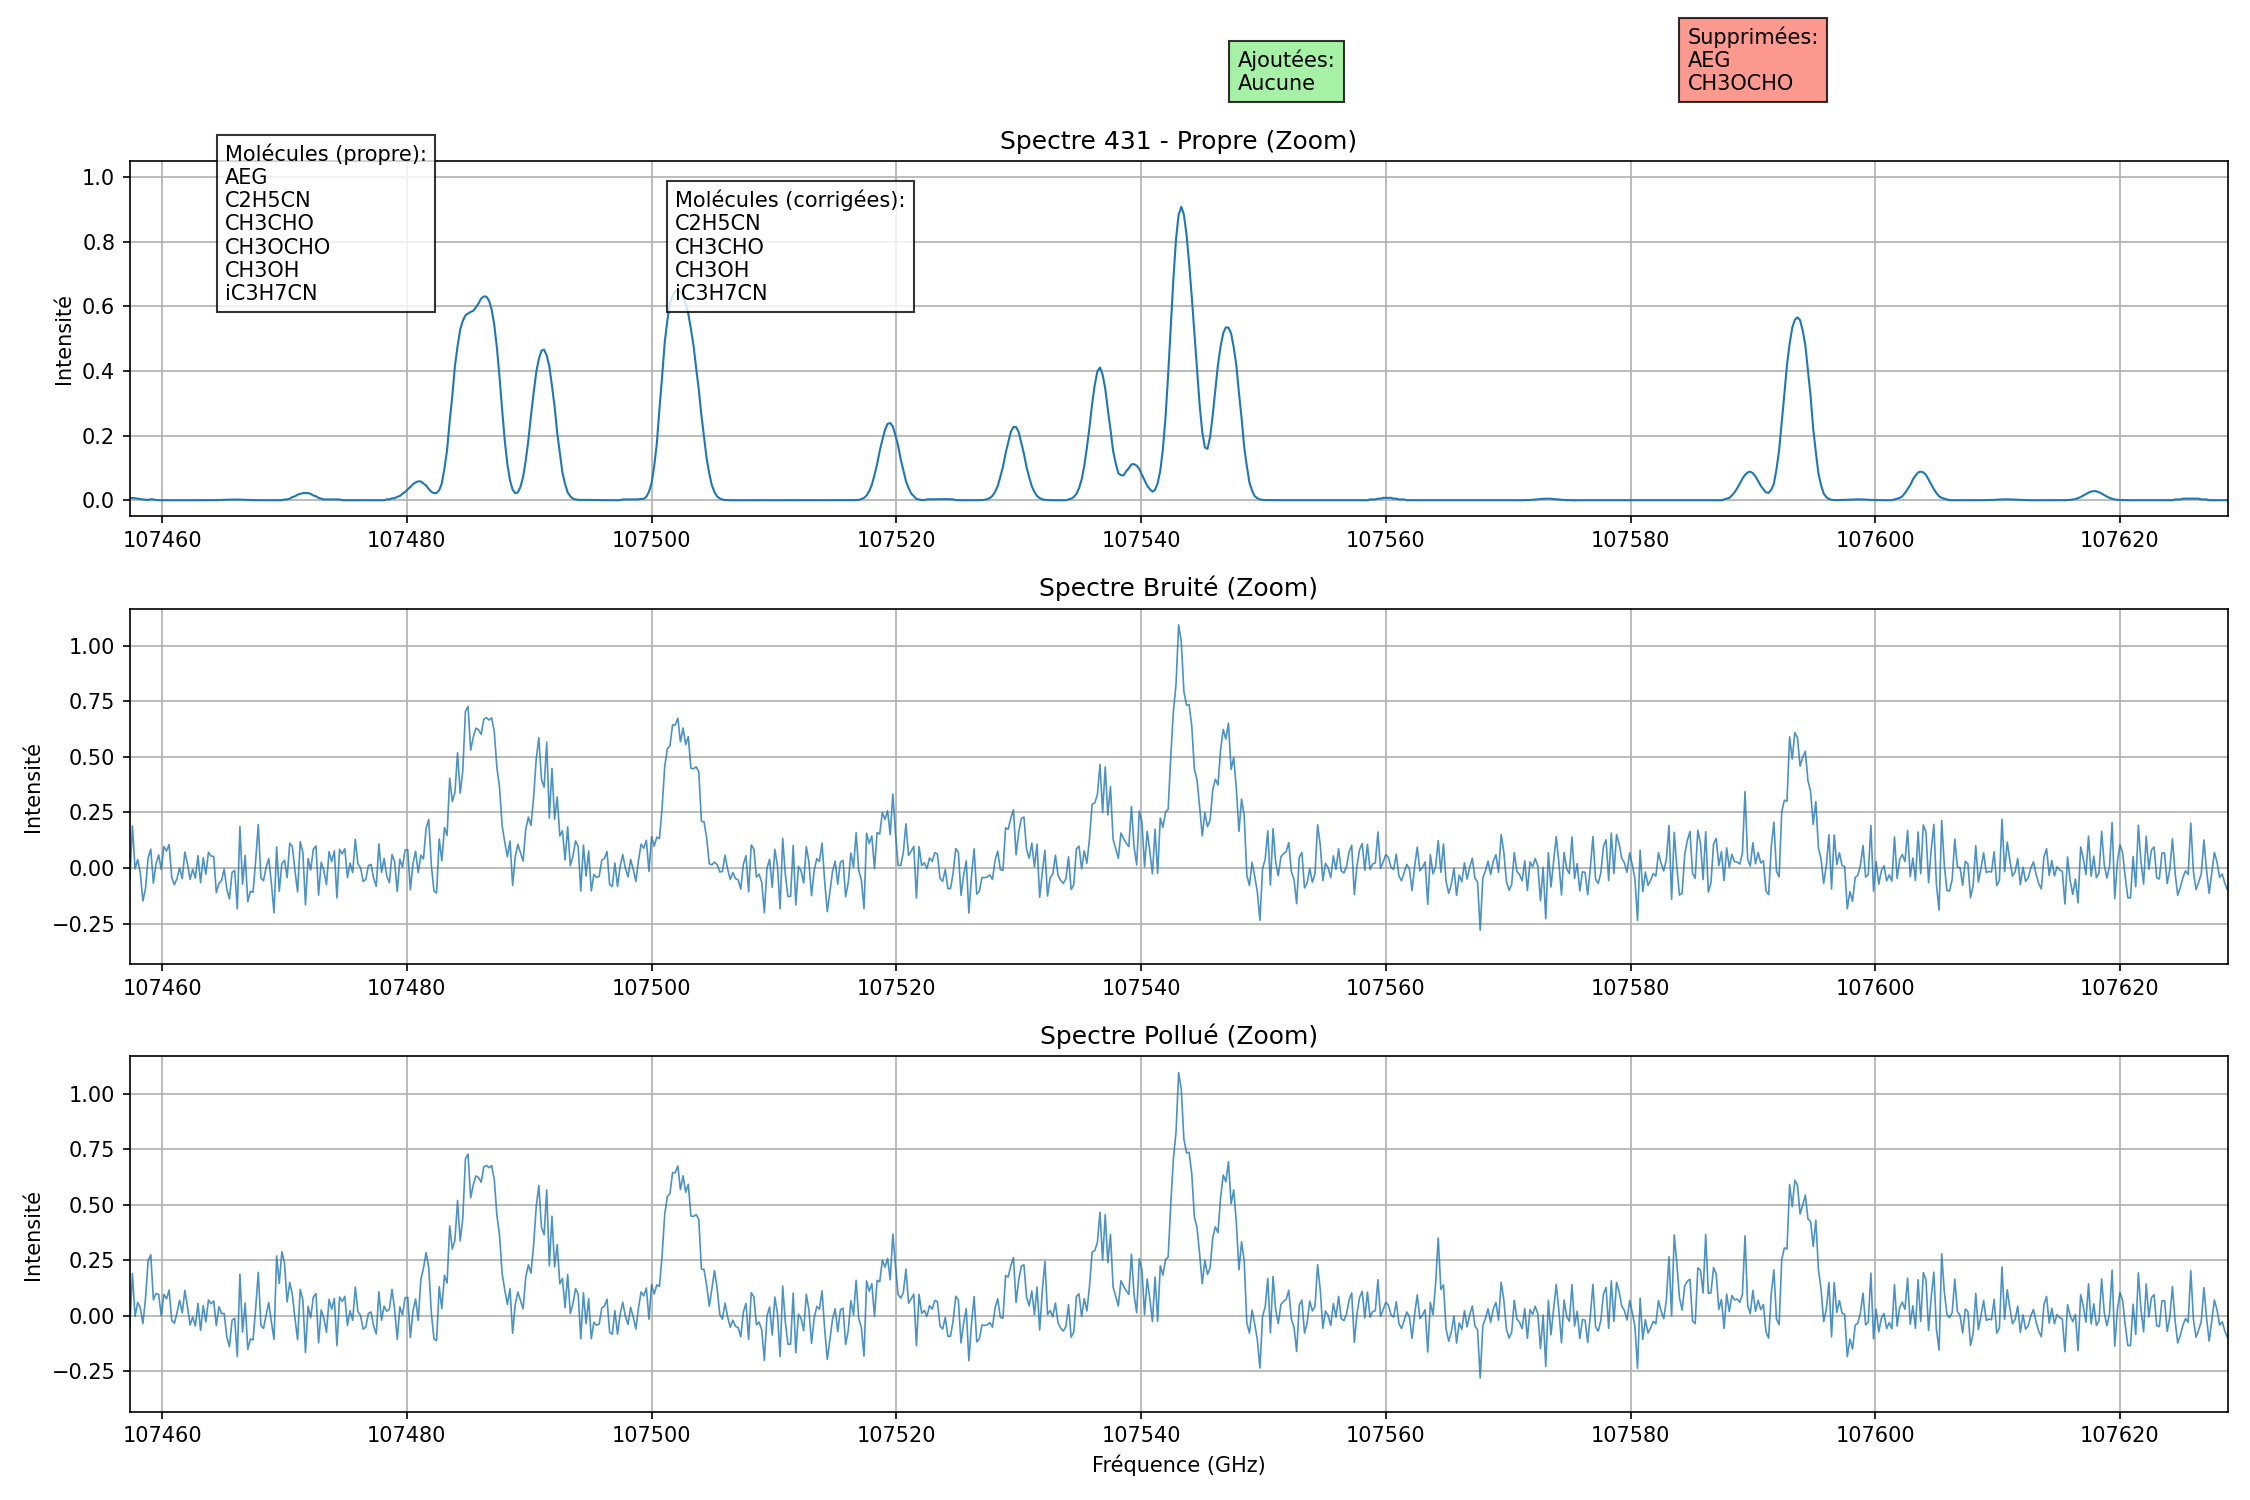 Ajoutées:
Aucune
Supprimées:
AEG
CH3OCHO
Spectre 431 - Propre (Zoom)
Molécules (propre):
AEG
C2H5CN
CH3CHO
CH3OCHO
CH3OH
iC3H7CN
Molécules (corrigées):
C2H5CN
CH3CHO
CH3OH
iC3H7CN
Intensité
1.0
0.8
0.6
0.4
0.2
0.0
107460 107480 107500 107520 107540 107560 107580 107600 107620
Spectre Bruité (Zoom)
Intensité
1.00
0.75
0.50
0.25
0.00
−0.25
107460 107480 107500 107520 107540 107560 107580 107600 107620
Spectre Pollué (Zoom)
Intensité
1.00
0.75
0.50
0.25
0.00
−0.25
107460 107480 107500 107520 107540 107560 107580 107600 107620
Fréquence (GHz)